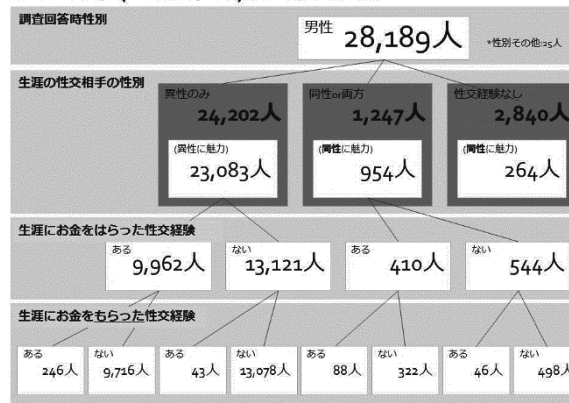 調査回答時性別
男性 28,189人
*性別その他:25人
生涯の性交相手の性別
異性のみ 同性or両方 性交経験なし
24,202人 1,247人 2,840人
(異性に魅力) (同性に魅力) (同性に魅力)
23,083人 954人 264人
生涯にお金をはらった性交経験
ある ない ある ない
9,962人 13,121人 410人 544人
生涯にお金をもらった性交経験
ある ない ある ない ある ない ある ない
246人 9,716人 43人 13,078人 88人 322人 46人 498人